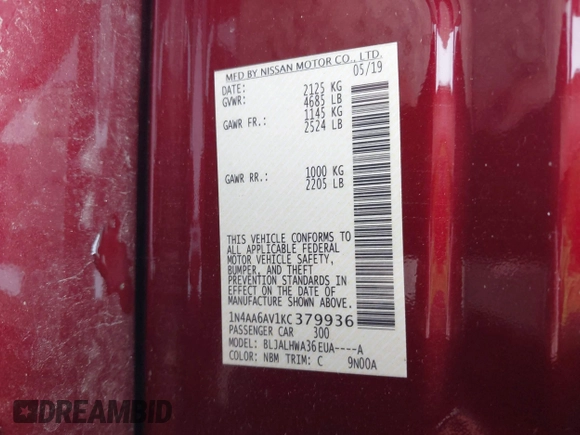 MFD BY NISSAN MOTOR CO., LTD.
DATE: 05/19
GVWR: 2125 KG
4685 LB
GAWR FR.: 1145 KG
2524 LB
GAWR RR.: 1000 KG
2205 LB
THIS VEHICLE CONFORMS TO
ALL APPLICABLE FEDERAL
MOTOR VEHICLE SAFETY,
BUMPER, AND THEFT
PREVENTION STANDARDS IN
EFFECT ON THE DATE OF
MANUFACTURE SHOWN ABOVE.
1N4AA6AV1KC379936
PASSENGER CAR 300
MODEL: BLJALHWA36EUA----A
COLOR: NBM TRIM: C 9N00A
DREAMBID